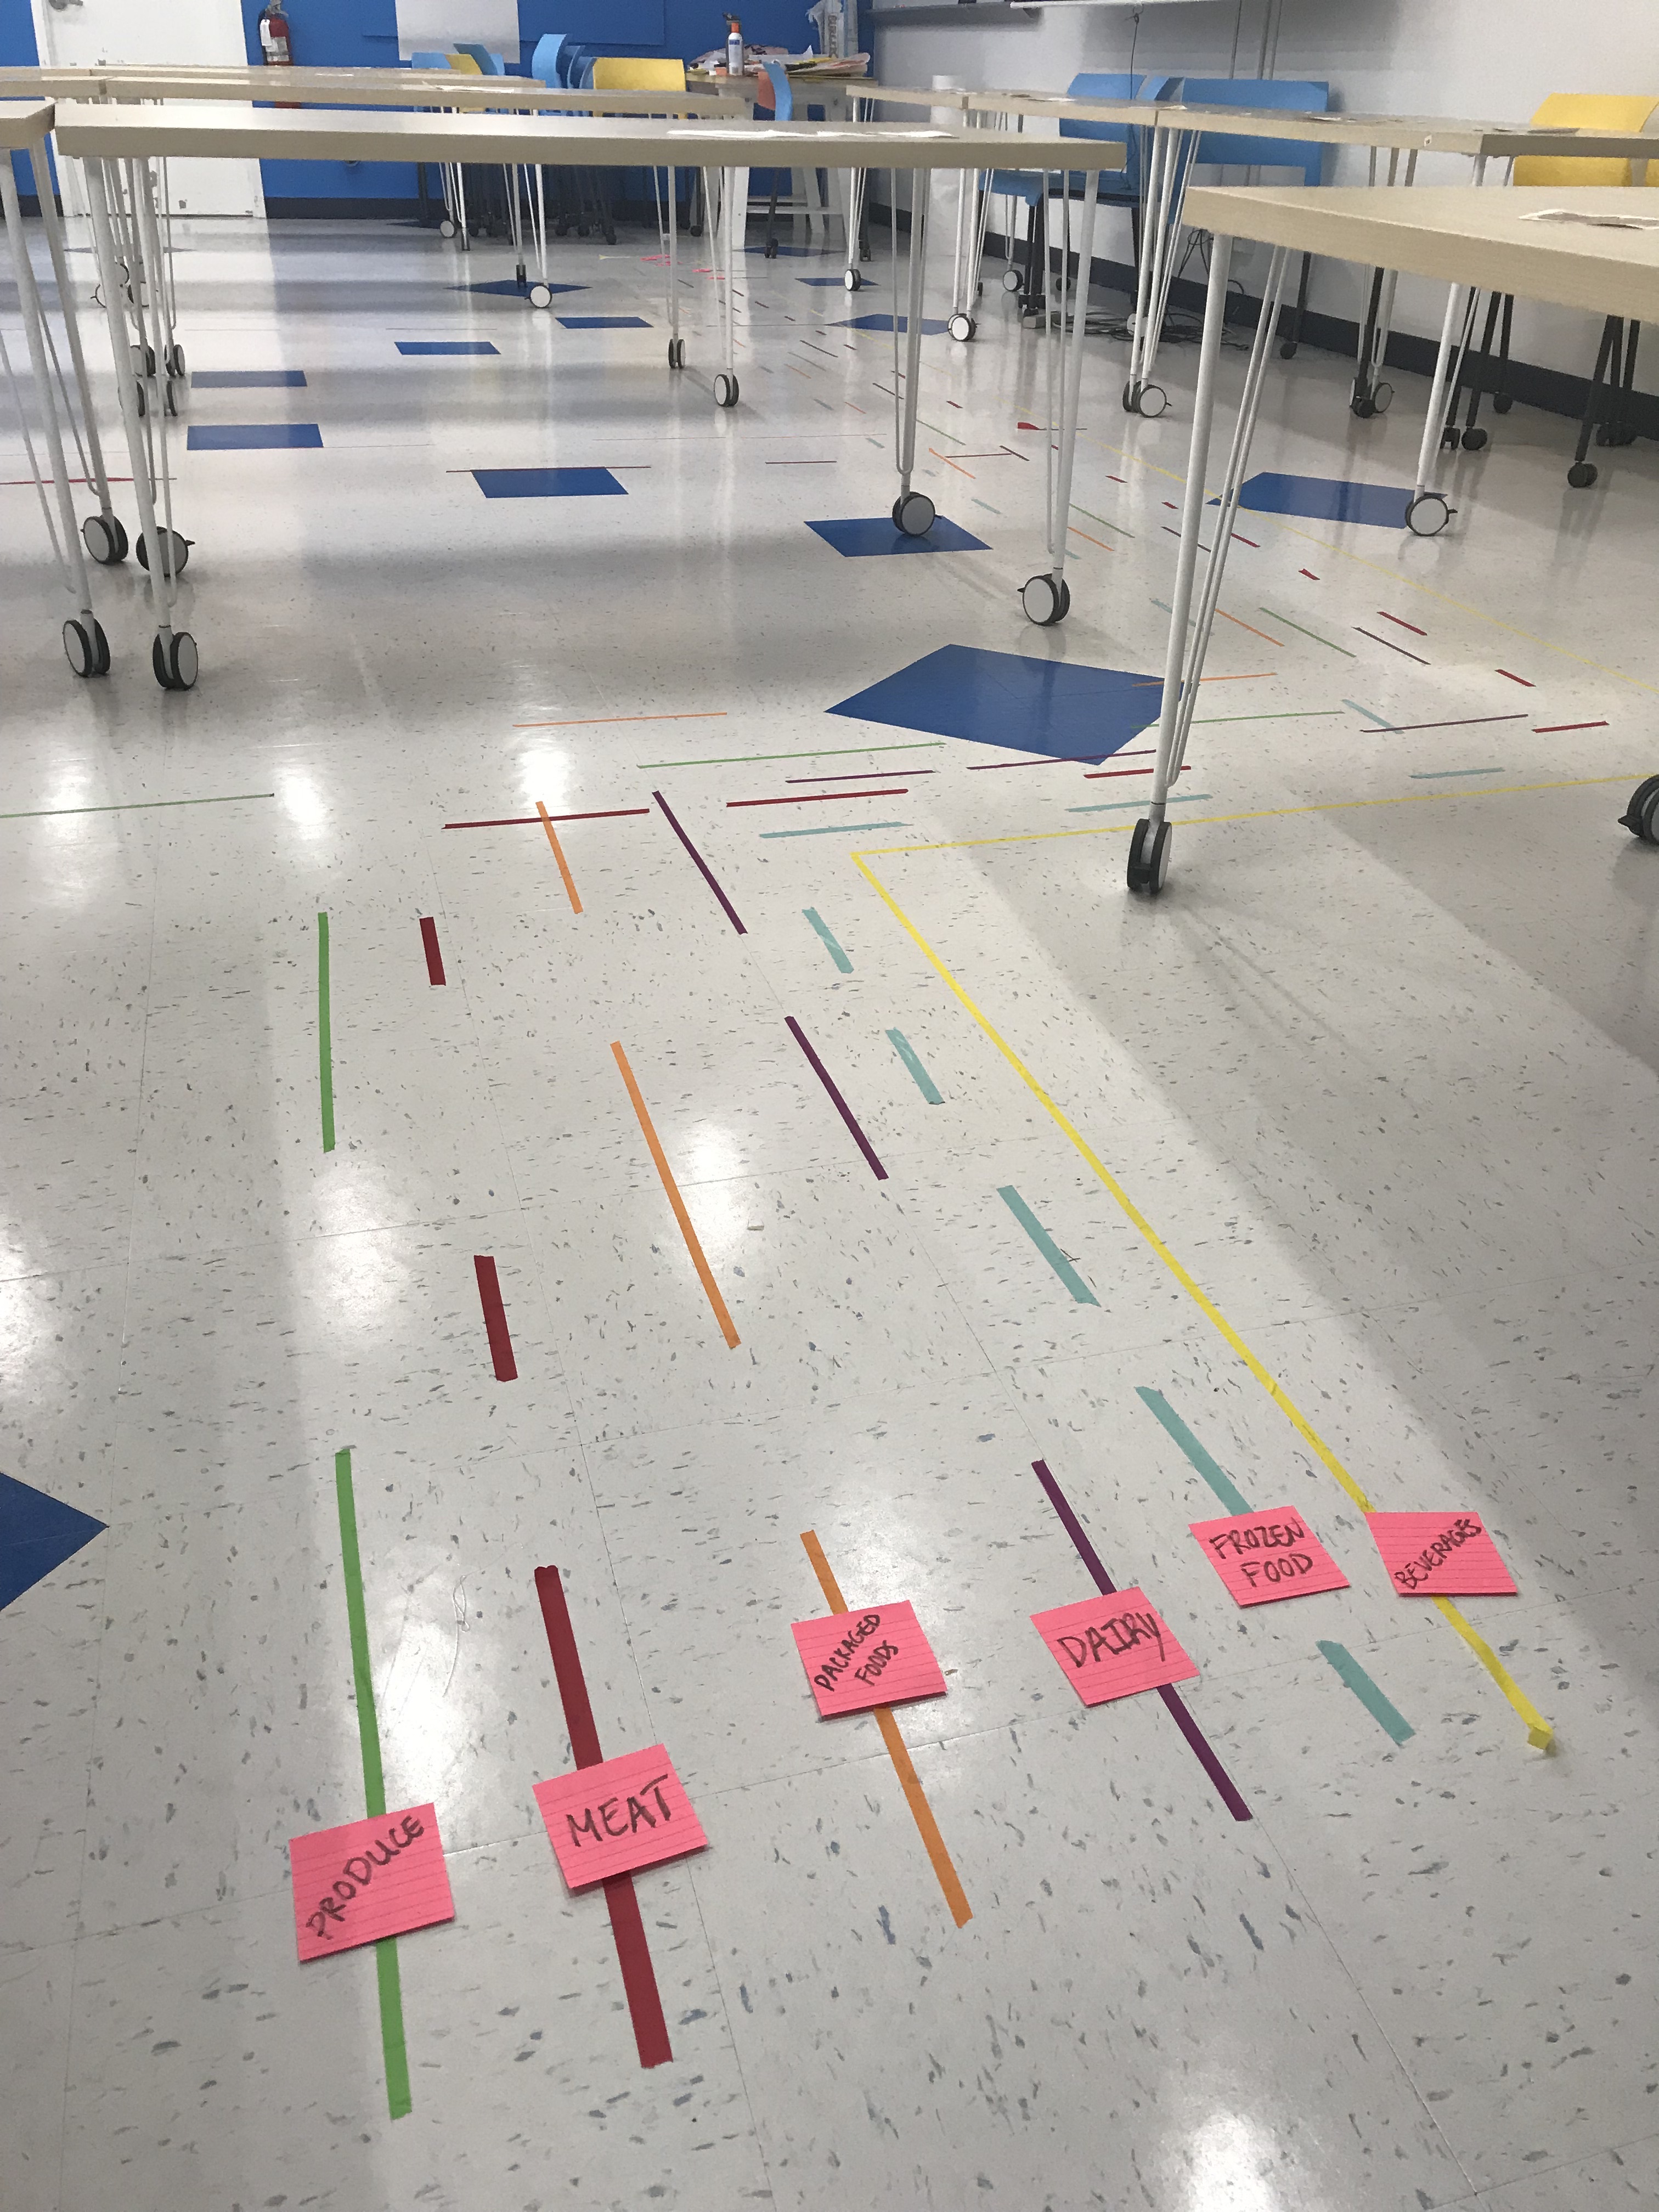 PRODUCE
MEAT
PACKAGED
FOODS
DAIRY
FROZEN
FOOD
BEVERAGES